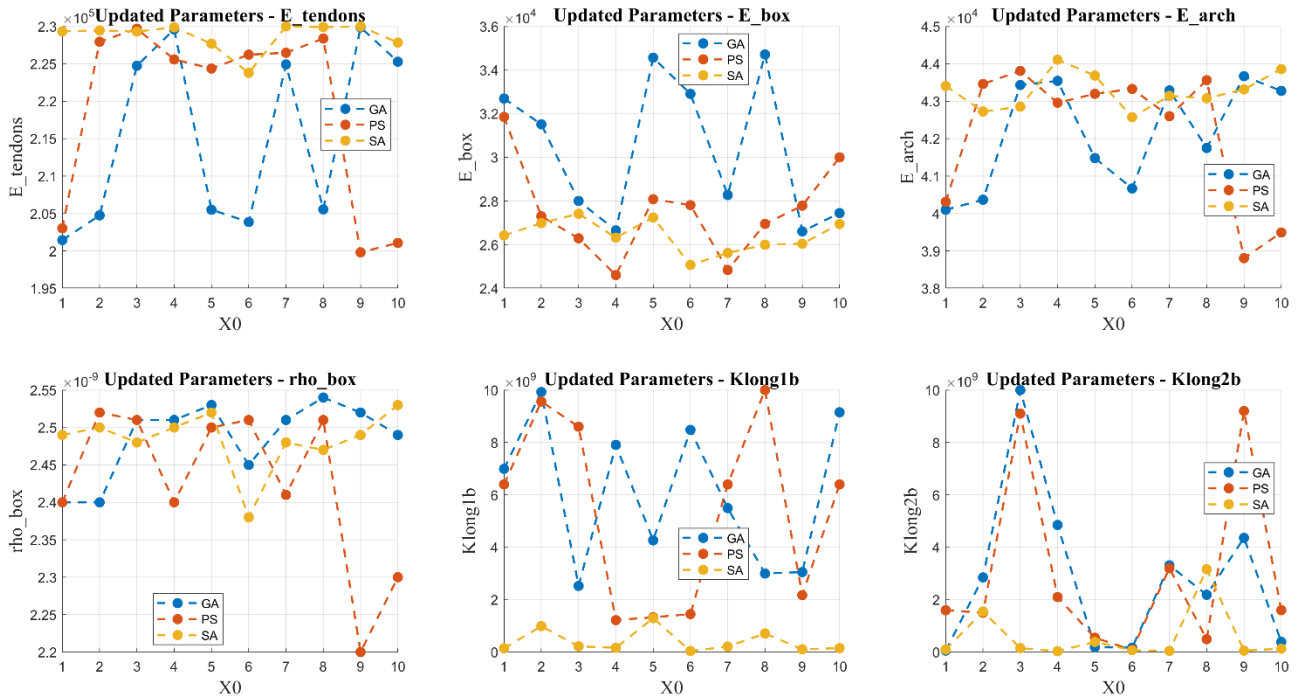 ×10^5 Updated Parameters - E_tendons
2.3
2.25
2.2
2.15
2.1
2.05
2
1.95
E_tendons
GA
PS
SA
1 2 3 4 5 6 7 8 9 10
X0
×10^4 Updated Parameters - E_box
3.6
3.4
3.2
3
2.8
2.6
2.4
E_box
GA
PS
SA
1 2 3 4 5 6 7 8 9 10
X0
×10^4 Updated Parameters - E_arch
4.5
4.4
4.3
4.2
4.1
4
3.9
3.8
E_arch
GA
PS
SA
1 2 3 4 5 6 7 8 9 10
X0
×10^-9 Updated Parameters - rho_box
2.55
2.5
2.45
2.4
2.35
2.3
2.25
2.2
rho_box
GA
PS
SA
1 2 3 4 5 6 7 8 9 10
X0
×10^9 Updated Parameters - Klong1b
10
8
6
4
2
0
Klong1b
GA
PS
SA
1 2 3 4 5 6 7 8 9 10
X0
×10^9 Updated Parameters - Klong2b
10
8
6
4
2
0
Klong2b
GA
PS
SA
1 2 3 4 5 6 7 8 9 10
X0